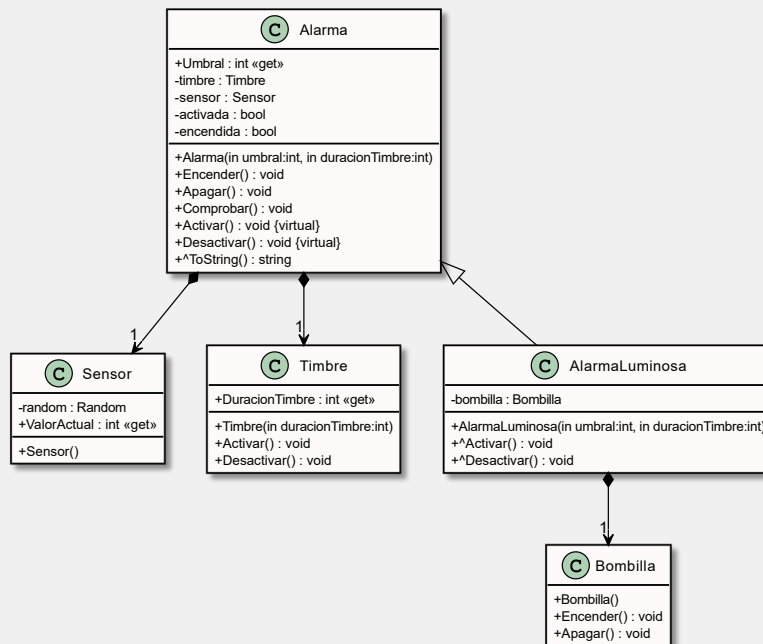 C Alarma
+Umbral : int «get»
-timbre : Timbre
-sensor : Sensor
-activada : bool
-encendida : bool
+Alarma(in umbral:int, in duracionTimbre:int)
+Encender() : void
+Apagar() : void
+Comprobar() : void
+Activar() : void {virtual}
+Desactivar() : void {virtual}
+^ToString() : string
1
1
C Sensor
-random : Random
+ValorActual : int «get»
+Sensor()
C Timbre
+DuracionTimbre : int «get»
+Timbre(in duracionTimbre:int)
+Activar() : void
+Desactivar() : void
C AlarmaLuminosa
-bombilla : Bombilla
+AlarmaLuminosa(in umbral:int, in duracionTimbre:int)
+^Activar() : void
+^Desactivar() : void
1
C Bombilla
+Bombilla()
+Encender() : void
+Apagar() : void